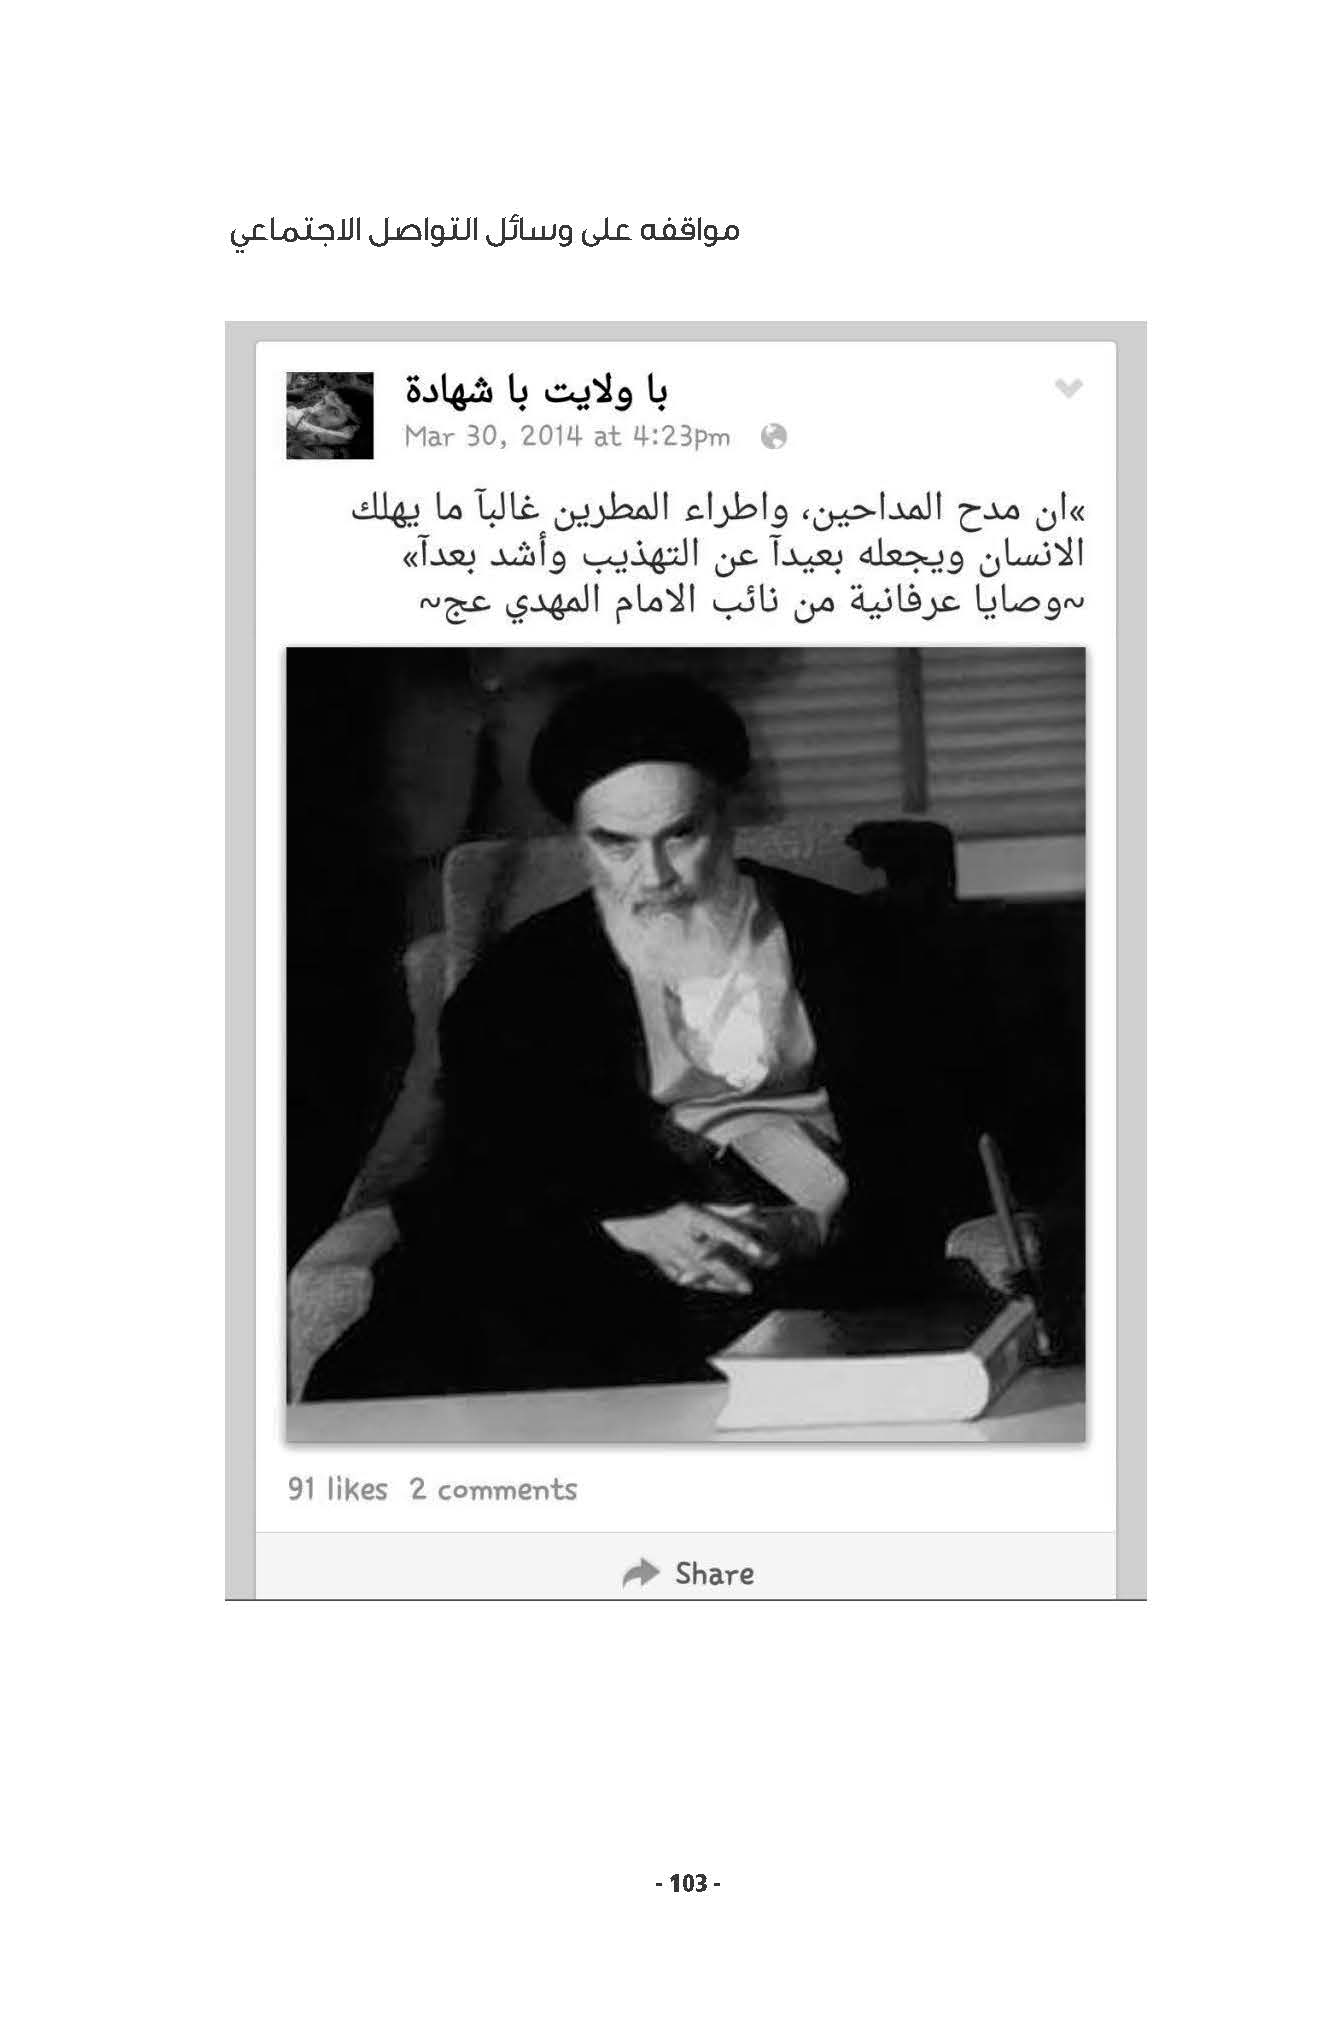 مواقفه على وسائل التواصل الاجتماعي
با ولايت با شهادة
Mar 30, 2014 at 4:23pm
»ان مدح المداحين، واطراء المطرين غالبآ ما يهلك
الانسان ويجعله بعيدآ عن التهذيب وأشد بعدآ«
~وصايا عرفانية من نائب الامام المهدي عج~
91 likes 2 comments
Share
- 103 -